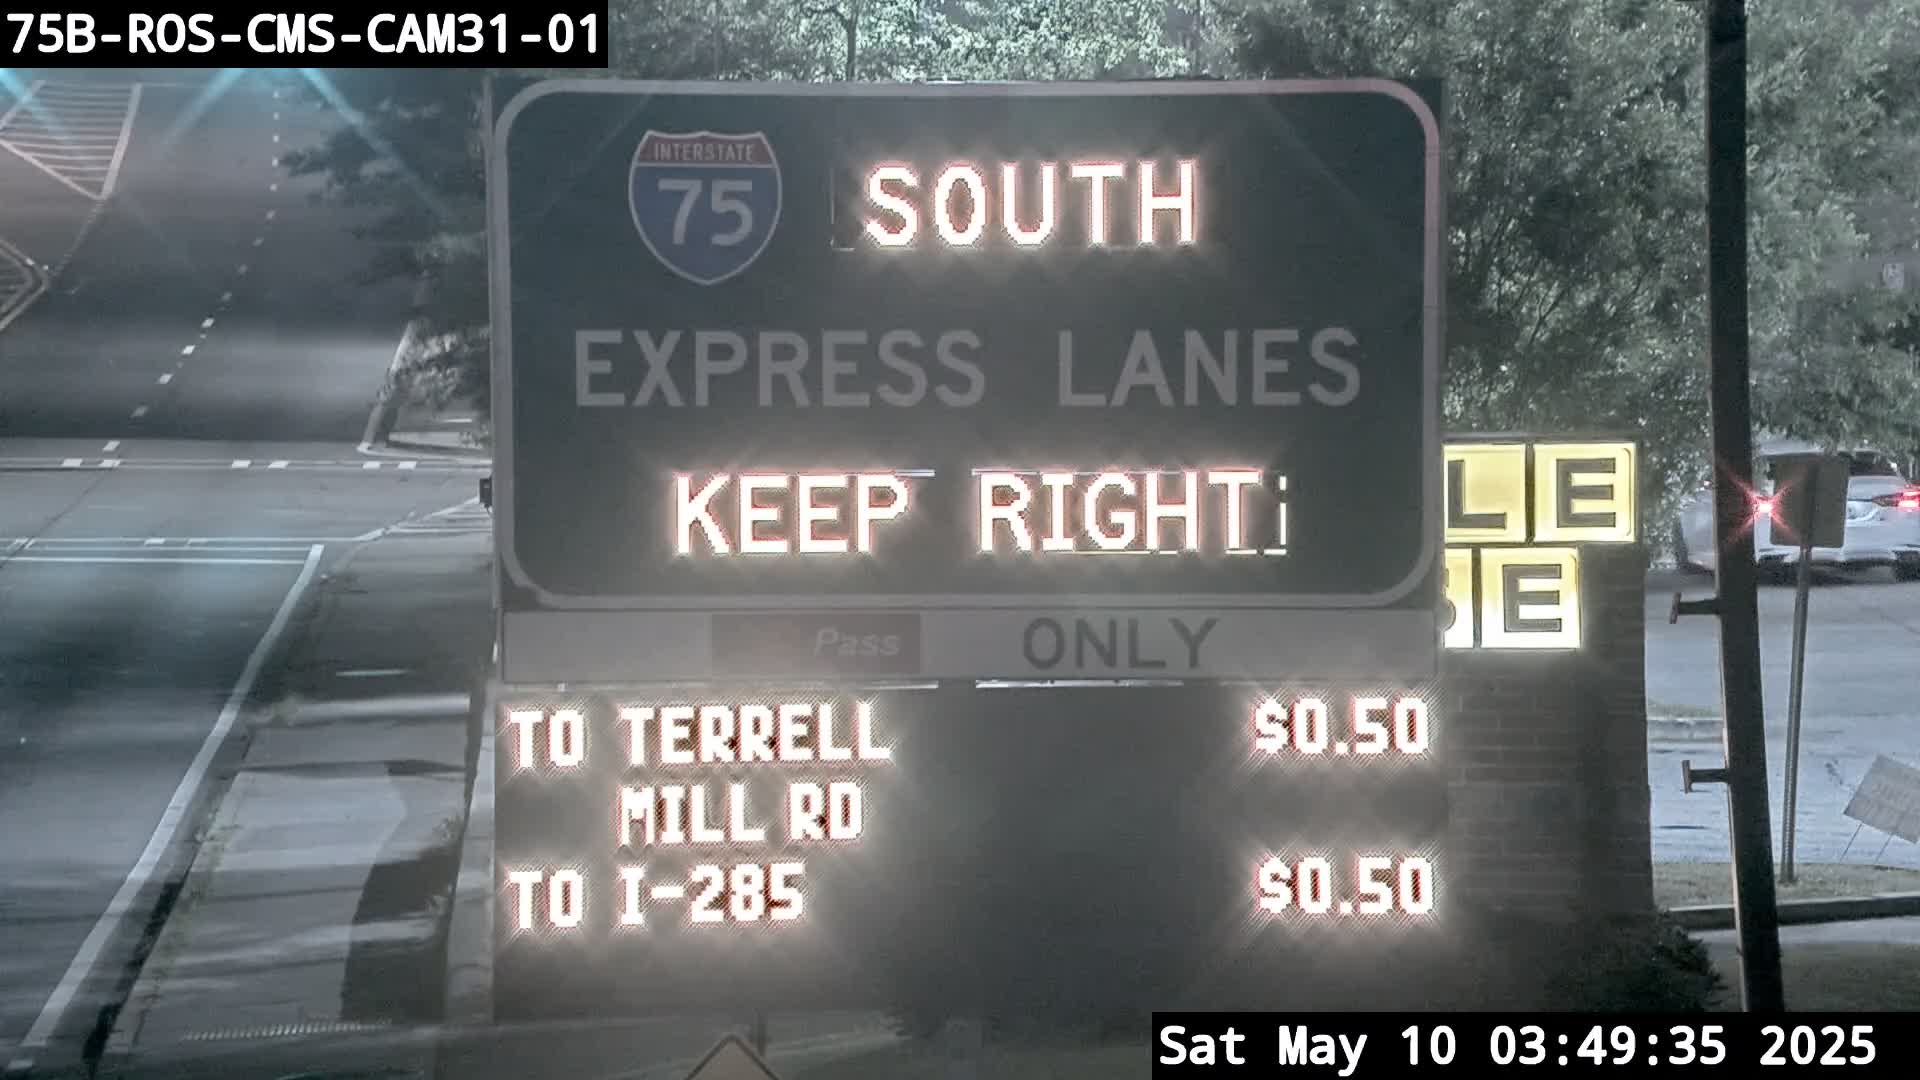 75B-ROS-CMS-CAM31-01
INTERSTATE
75
SOUTH
EXPRESS LANES
KEEP RIGHT
Pass ONLY
TO TERRELL $0.50
MILL RD
TO I-285 $0.50
LE
E
Sat May 10 03:49:35 2025